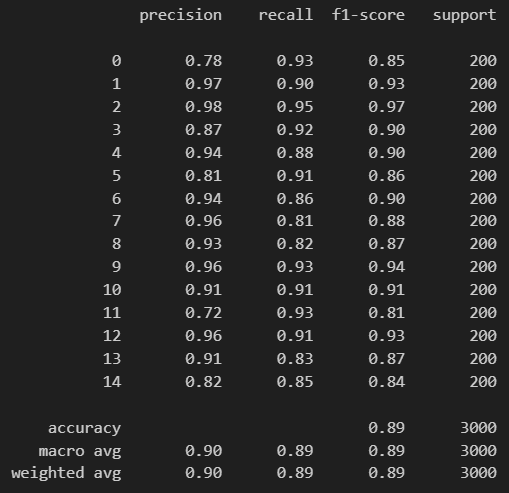 precision recall f1-score support
0 0.78 0.93 0.85 200
1 0.97 0.90 0.93 200
2 0.98 0.95 0.97 200
3 0.87 0.92 0.90 200
4 0.94 0.88 0.90 200
5 0.81 0.91 0.86 200
6 0.94 0.86 0.90 200
7 0.96 0.81 0.88 200
8 0.93 0.82 0.87 200
9 0.96 0.93 0.94 200
10 0.91 0.91 0.91 200
11 0.72 0.93 0.81 200
12 0.96 0.91 0.93 200
13 0.91 0.83 0.87 200
14 0.82 0.85 0.84 200
accuracy 0.89 3000
macro avg 0.90 0.89 0.89 3000
weighted avg 0.90 0.89 0.89 3000